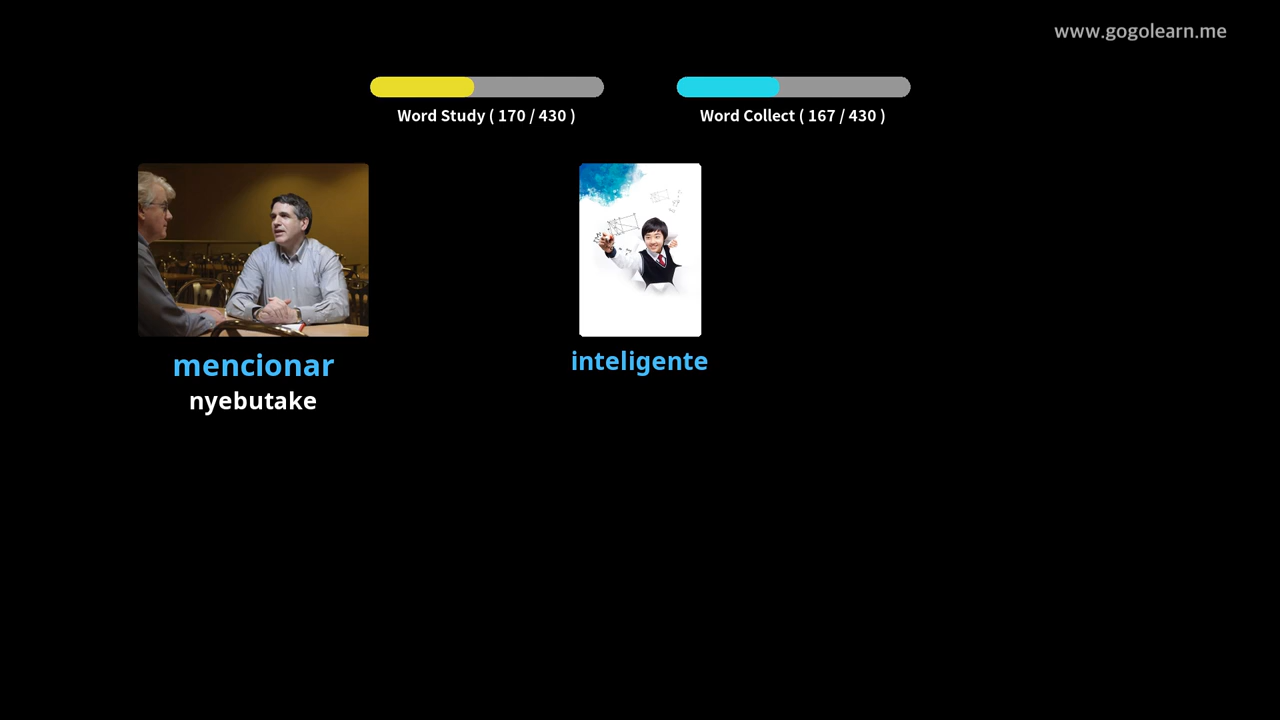 www.gogolearn.me
Word Study ( 170 / 430 )
Word Collect ( 167 / 430 )
mencionar
nyebutake
inteligente